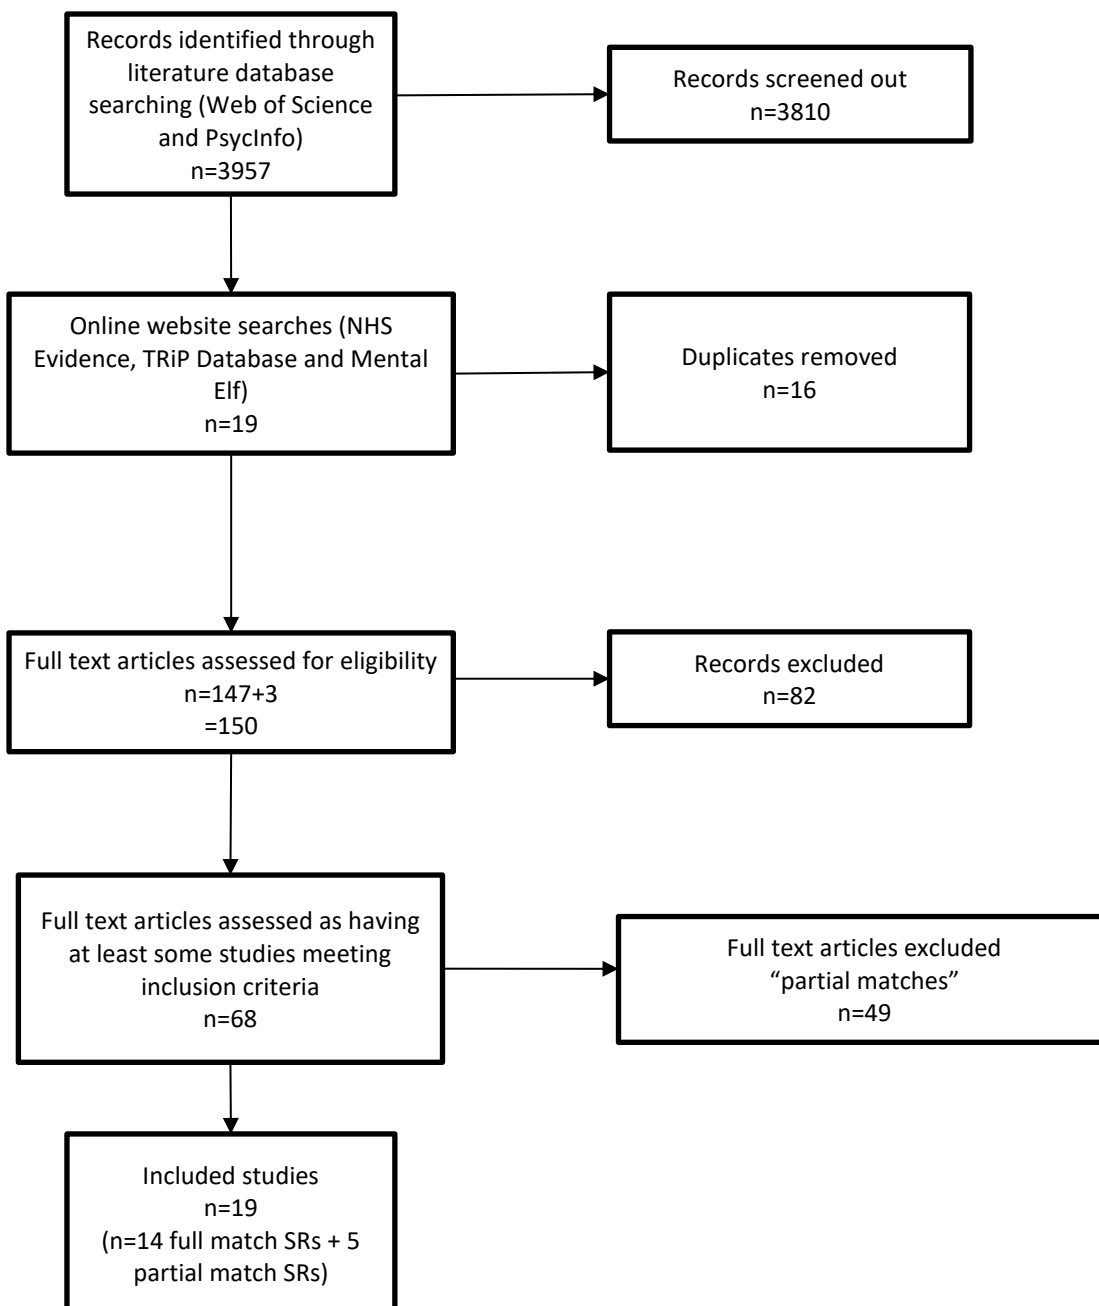 Records identified through
literature database
searching (Web of Science
and PsycInfo)
n=3957
Records screened out
n=3810
Online website searches (NHS
Evidence, TRiP Database and Mental
Elf)
n=19
Duplicates removed
n=16
Full text articles assessed for eligibility
n=147+3
=150
Records excluded
n=82
Full text articles assessed as having
at least some studies meeting
inclusion criteria
n=68
Full text articles excluded
“partial matches”
n=49
Included studies
n=19
(n=14 full match SRs + 5
partial match SRs)